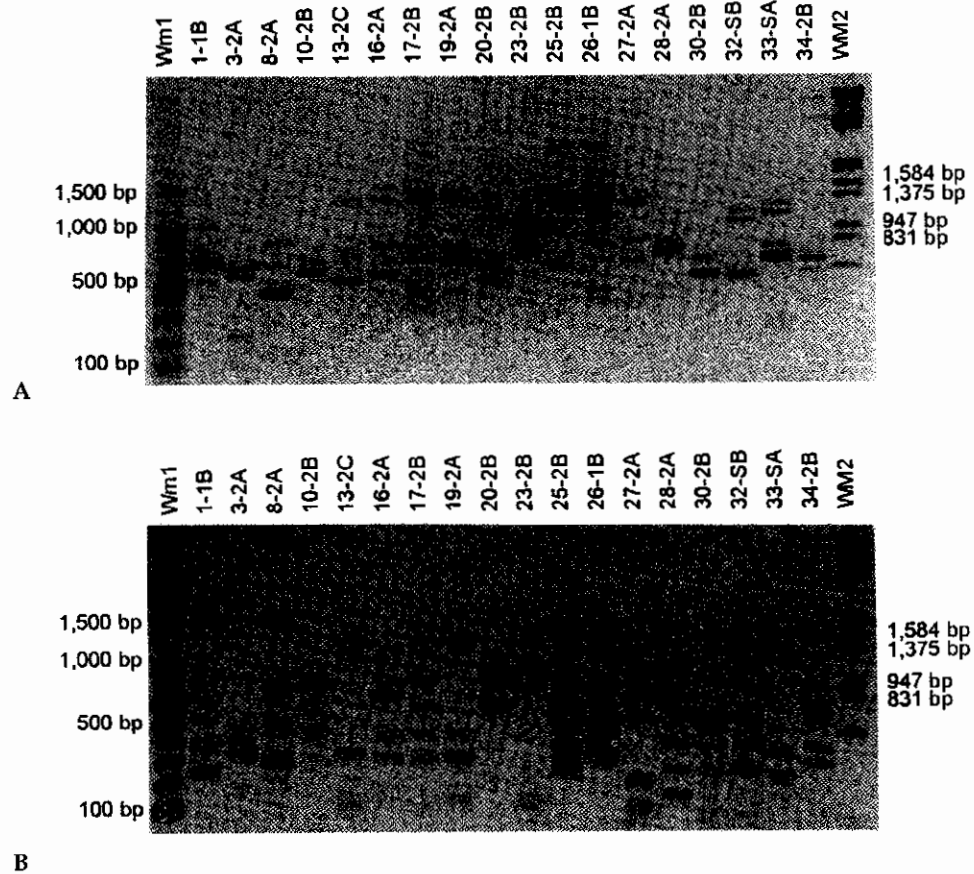 Wm1 1-1B 3-2A 8-2A 10-2B 13-2C 16-2A 17-2B 19-2A 20-2B 23-2B 25-2B 26-1B 27-2A 28-2A 30-2B 32-SB 33-SA 34-2B WM2
1,500 bp
1,000 bp
500 bp
100 bp
1,584 bp
1,375 bp
947 bp
831 bp
A
Wm1 1-1B 3-2A 8-2A 10-2B 13-2C 16-2A 17-2B 19-2A 20-2B 23-2B 25-2B 26-1B 27-2A 28-2A 30-2B 32-SB 33-SA 34-2B WM2
1,500 bp
1,000 bp
500 bp
100 bp
1,584 bp
1,375 bp
947 bp
831 bp
B